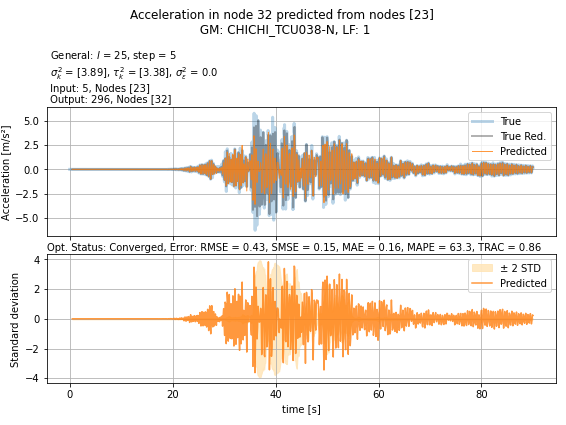 Acceleration in node 32 predicted from nodes [23]
GM: CHICHI_TCU038-N, LF: 1
General: l = 25, step = 5
σ²ₖ = [3.89], τ²ₖ = [3.38], σ²ε = 0.0
Input: 5, Nodes [23]
Output: 296, Nodes [32]
Acceleration [m/s²]
5.0
2.5
0.0
−2.5
−5.0
True
True Red.
Predicted
Opt. Status: Converged, Error: RMSE = 0.43, SMSE = 0.15, MAE = 0.16, MAPE = 63.3, TRAC = 0.86
Standard deviation
4
2
0
−2
−4
± 2 STD
Predicted
0
20
40
60
80
time [s]